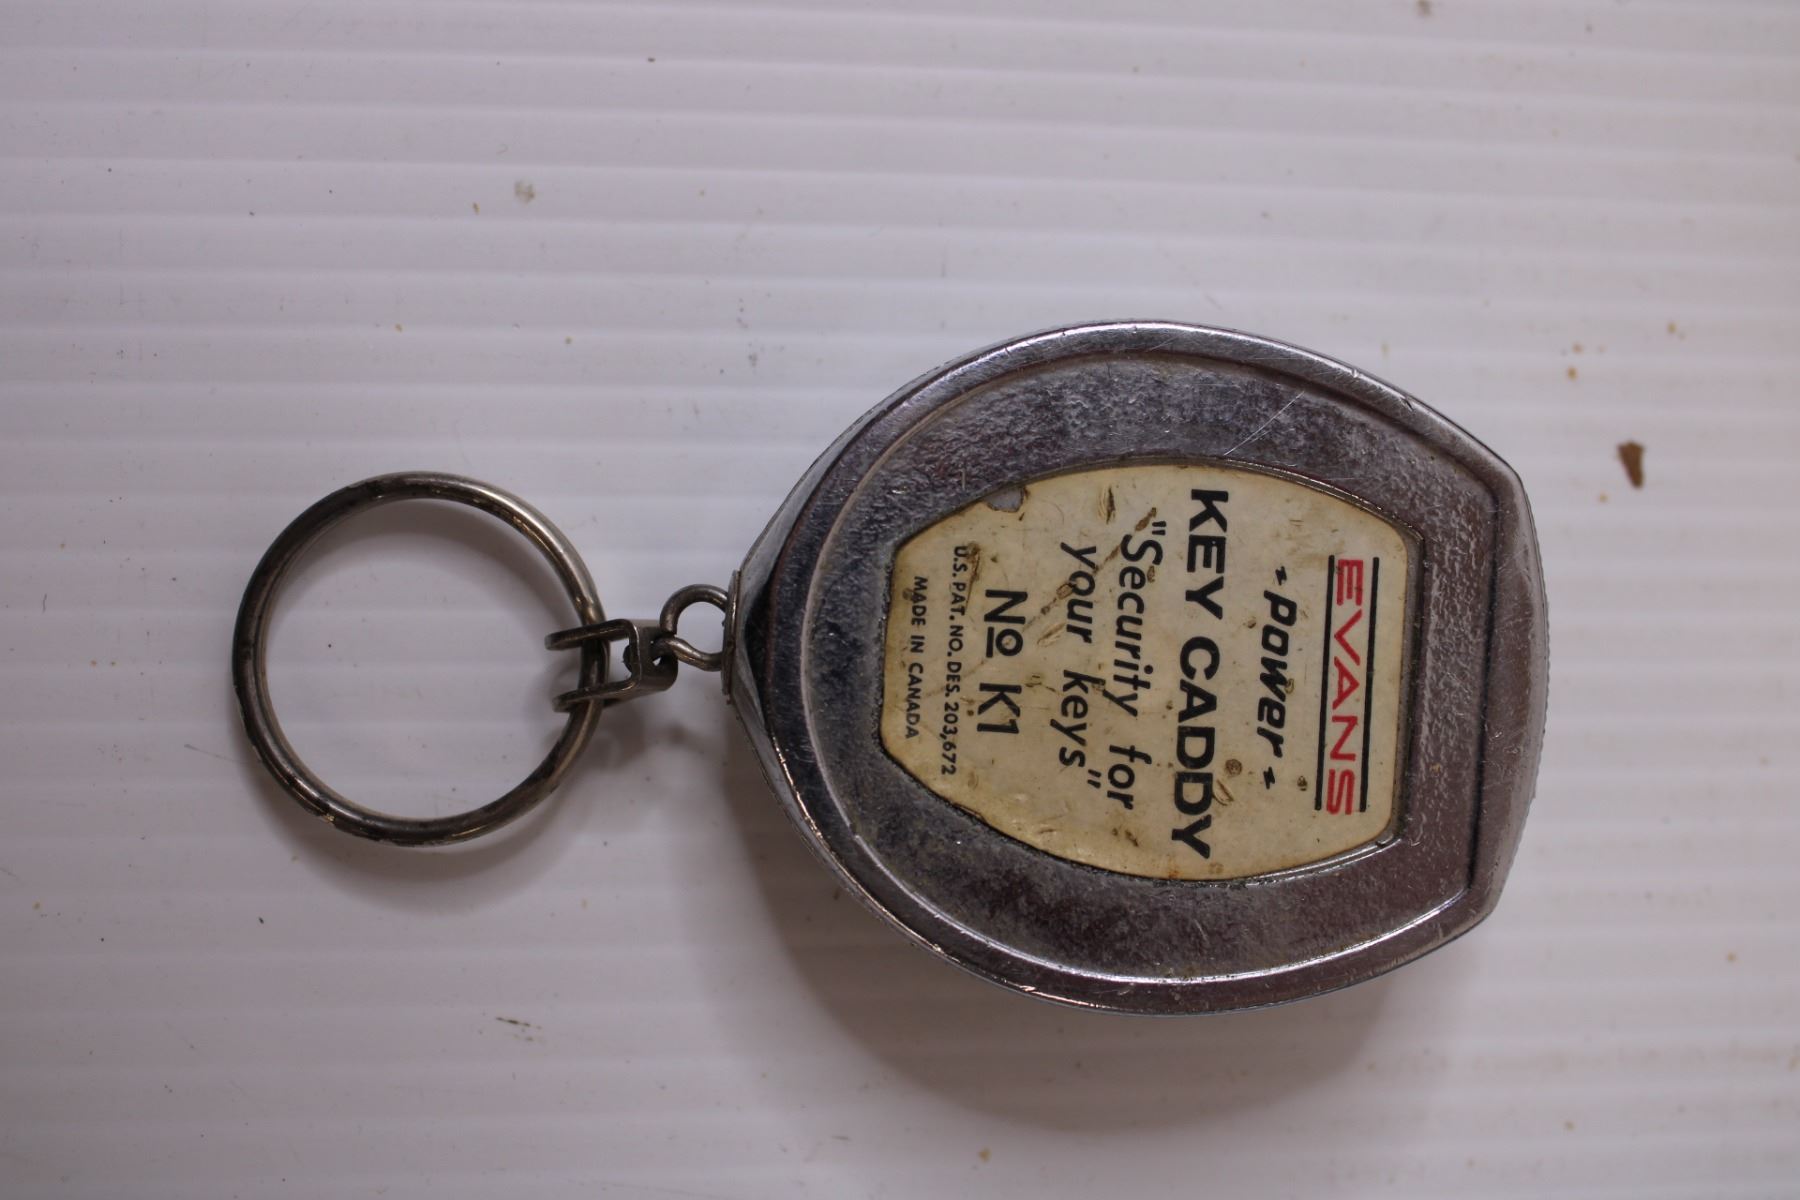 EVANS
-power-
KEY CADDY
"Security for
your keys"
No K1
U.S. PAT. NO. DES. 203,672
MADE IN CANADA